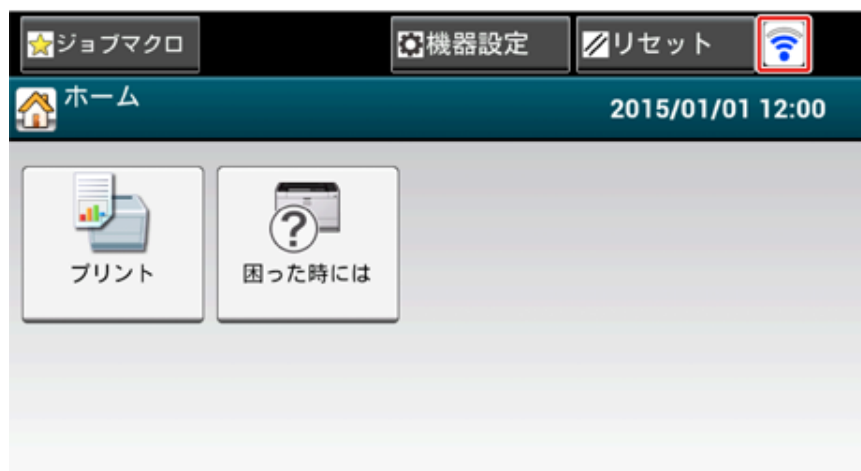 ジョブマクロ 機器設定 リセット
ホーム 2015/01/01 12:00
プリント 困った時には